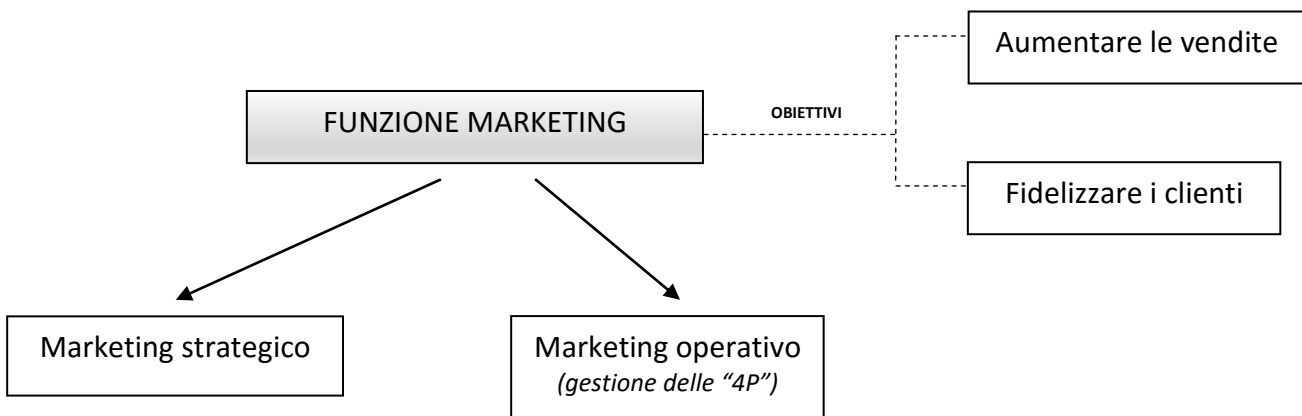 Aumentare le vendite
FUNZIONE MARKETING
OBIETTIVI
Fidelizzare i clienti
Marketing strategico
Marketing operativo
(gestione delle “4P”)